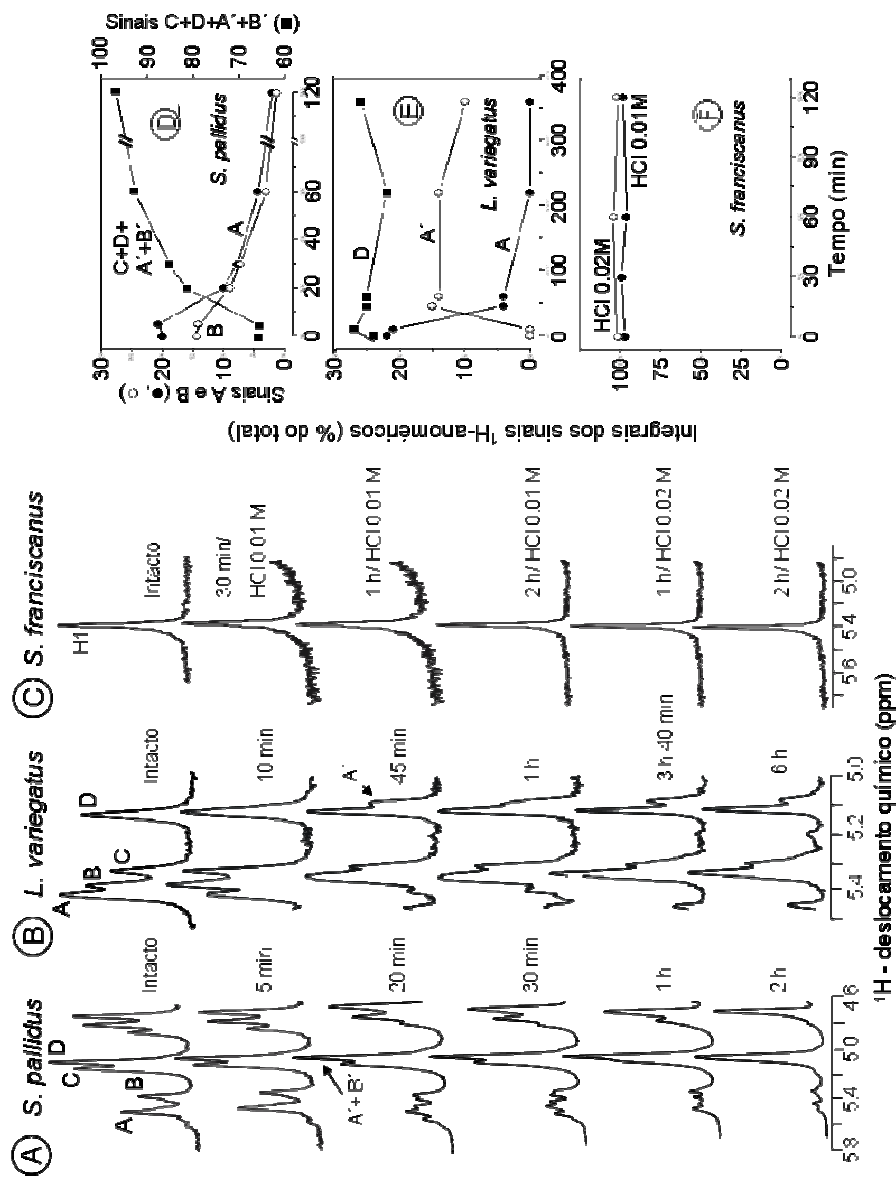 A S. pallidus
A
B
C
D
Intacto
5 min
A´+B´
20 min
30 min
1 h
2 h
5.8 5.4 5.0 4.6
B L. variegatus
A
B
C
D
Intacto
10 min
A´
45 min
1 h
3 h 40 min
6 h
5.4 5.2 5.0
C S. franciscanus
H1
Intacto
30 min/
HCl 0.01 M
1 h/ HCl 0.01 M
2 h/ HCl 0.01 M
1 h/ HCl 0.02 M
2 h/ HCl 0.02 M
5.6 5.4 5.0
¹H - deslocamento químico (ppm)
Integrais dos sinais ¹H-anoméricos (% do total)
Sinais A e B (●, ○)
Sinais C+D+A´+B´ (■)
30
20
10
0
100
90
80
70
60
C+D+
A´+B´
D
S. pallidus
B
A
0 20 40 60 120
30
20
10
0
D
E
A´
L. variegatus
A
0 100 200 300 400
100
75
50
25
0
HCl 0.02M
HCl 0.01M
F
S. franciscanus
0 30 60 90 120
Tempo (min)